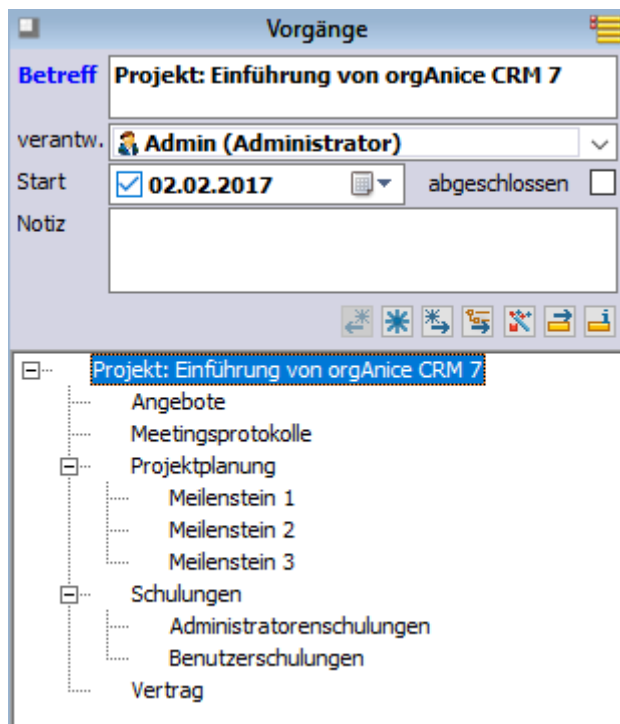 Vorgänge
Betreff Projekt: Einführung von orgAnice CRM 7
verantw. Admin (Administrator)
Start 02.02.2017 abgeschlossen
Notiz
Projekt: Einführung von orgAnice CRM 7
Angebote
Meetingsprotokolle
Projektplanung
Meilenstein 1
Meilenstein 2
Meilenstein 3
Schulungen
Administratorenschulungen
Benutzerschulungen
Vertrag